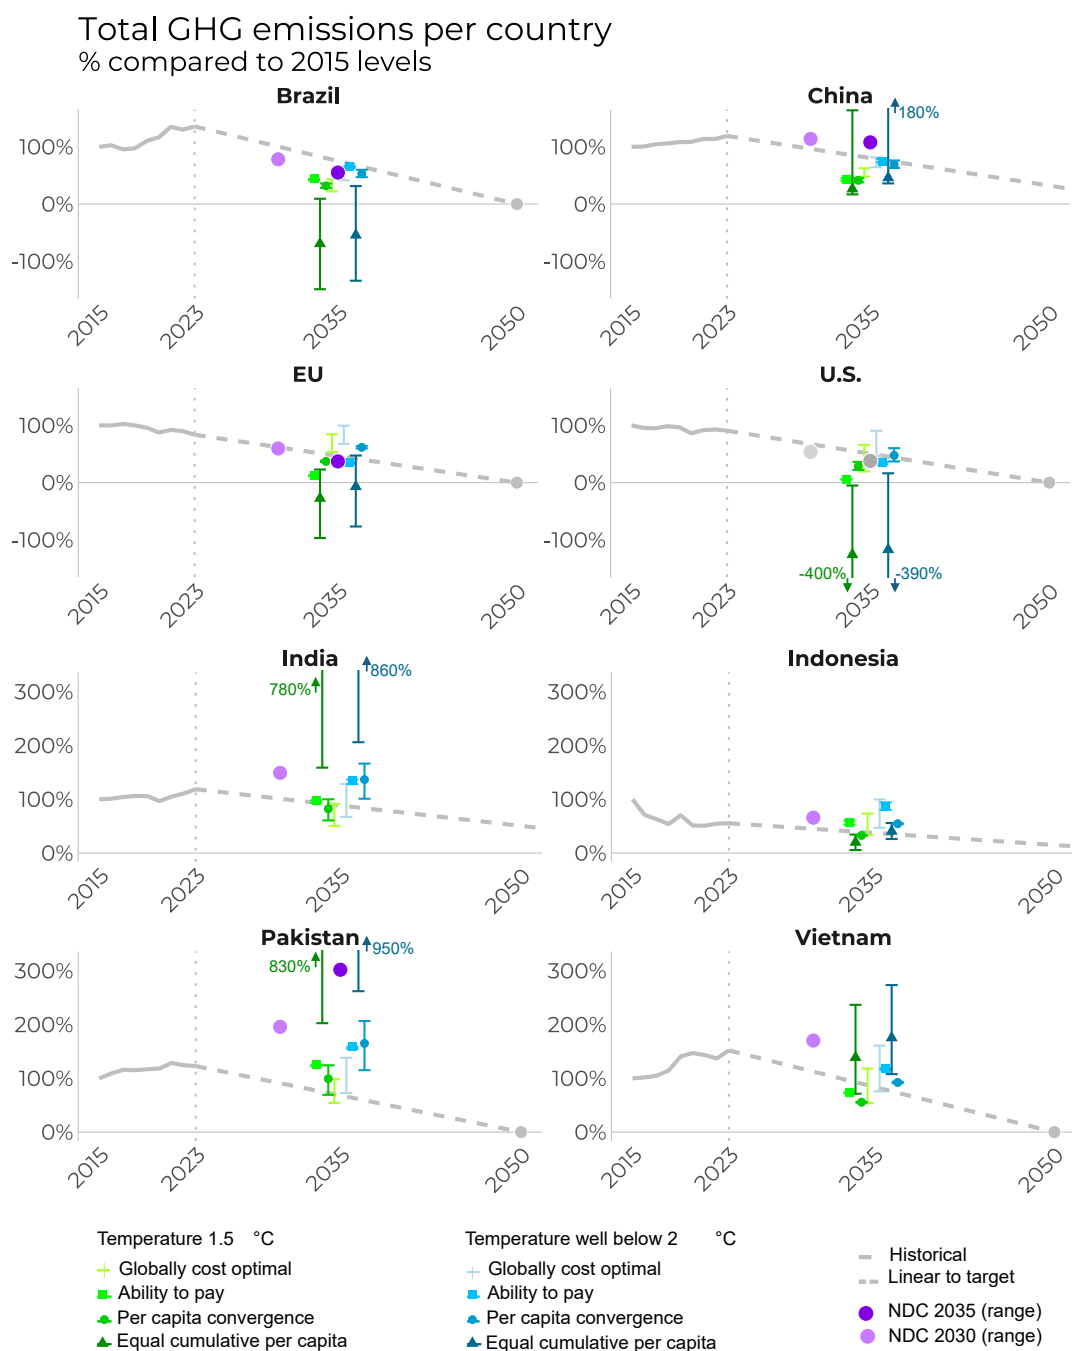 Total GHG emissions per country
% compared to 2015 levels
Brazil
100%
0%
-100%
2015
2023
2035
2050
China
180%
100%
0%
-100%
2015
2023
2035
2050
EU
100%
0%
-100%
2015
2023
2035
2050
U.S.
100%
0%
-100%
-400%
-390%
2015
2023
2035
2050
India
780%
860%
300%
200%
100%
0%
2015
2023
2035
2050
Indonesia
300%
200%
100%
0%
2015
2023
2035
2050
Pakistan
830%
950%
300%
200%
100%
0%
2015
2023
2035
2050
Vietnam
300%
200%
100%
0%
2015
2023
2035
2050
Temperature 1.5 °C
Globally cost optimal
Ability to pay
Per capita convergence
Equal cumulative per capita
Temperature well below 2 °C
Globally cost optimal
Ability to pay
Per capita convergence
Equal cumulative per capita
Historical
Linear to target
NDC 2035 (range)
NDC 2030 (range)